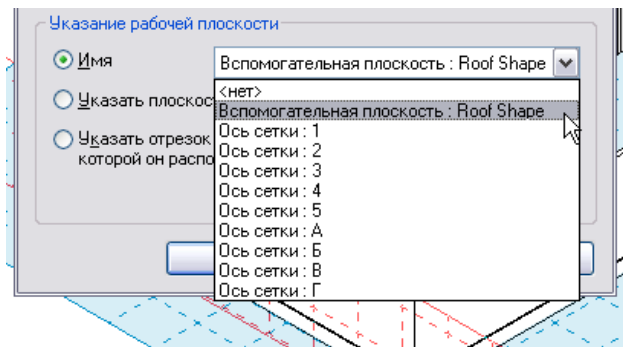 Указание рабочей плоскости
Имя
Вспомогательная плоскость : Roof Shape
Указать плоскос
Указать отрезок
которой он распо
<нет>
Вспомогательная плоскость : Roof Shape
Ось сетки : 1
Ось сетки : 2
Ось сетки : 3
Ось сетки : 4
Ось сетки : 5
Ось сетки : А
Ось сетки : Б
Ось сетки : В
Ось сетки : Г